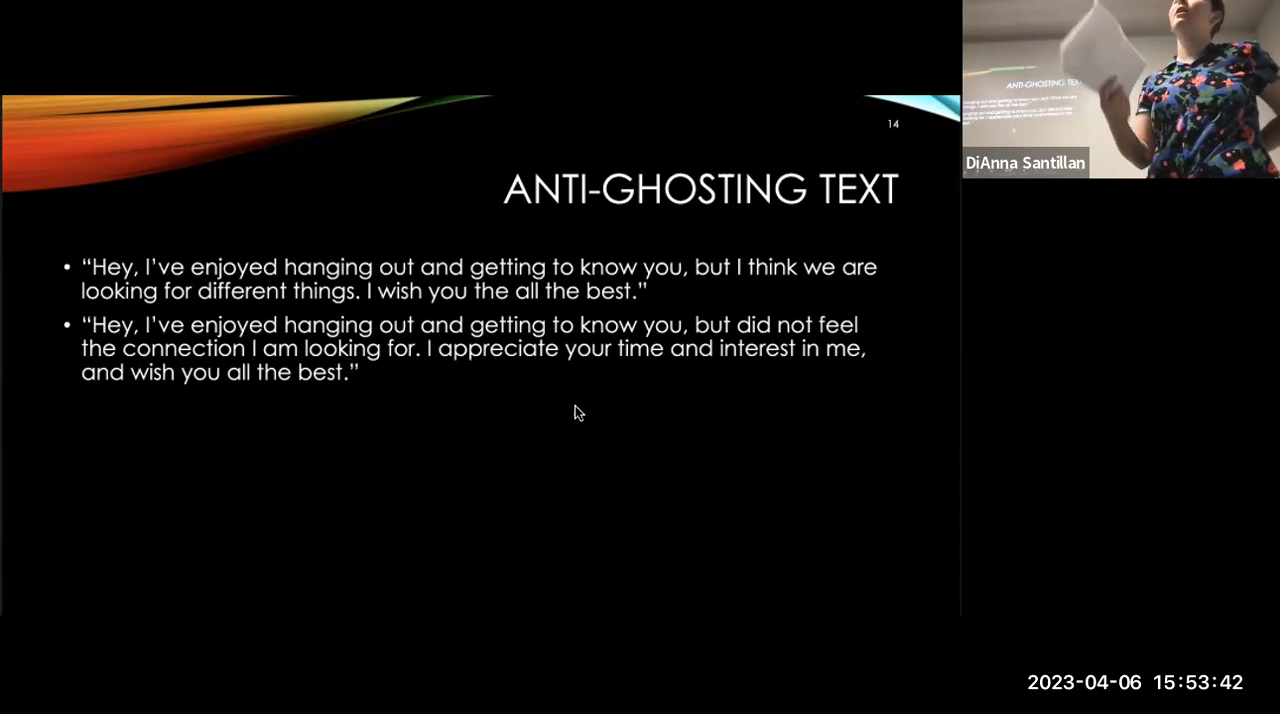 14
ANTI-GHOSTING TEXT
• “Hey, I’ve enjoyed hanging out and getting to know you, but I think we are
looking for different things. I wish you the all the best.”
• “Hey, I’ve enjoyed hanging out and getting to know you, but did not feel
the connection I am looking for. I appreciate your time and interest in me,
and wish you all the best.”
ANTI-GHOSTING TEXT
DiAnna Santillan
2023-04-06 15:53:42